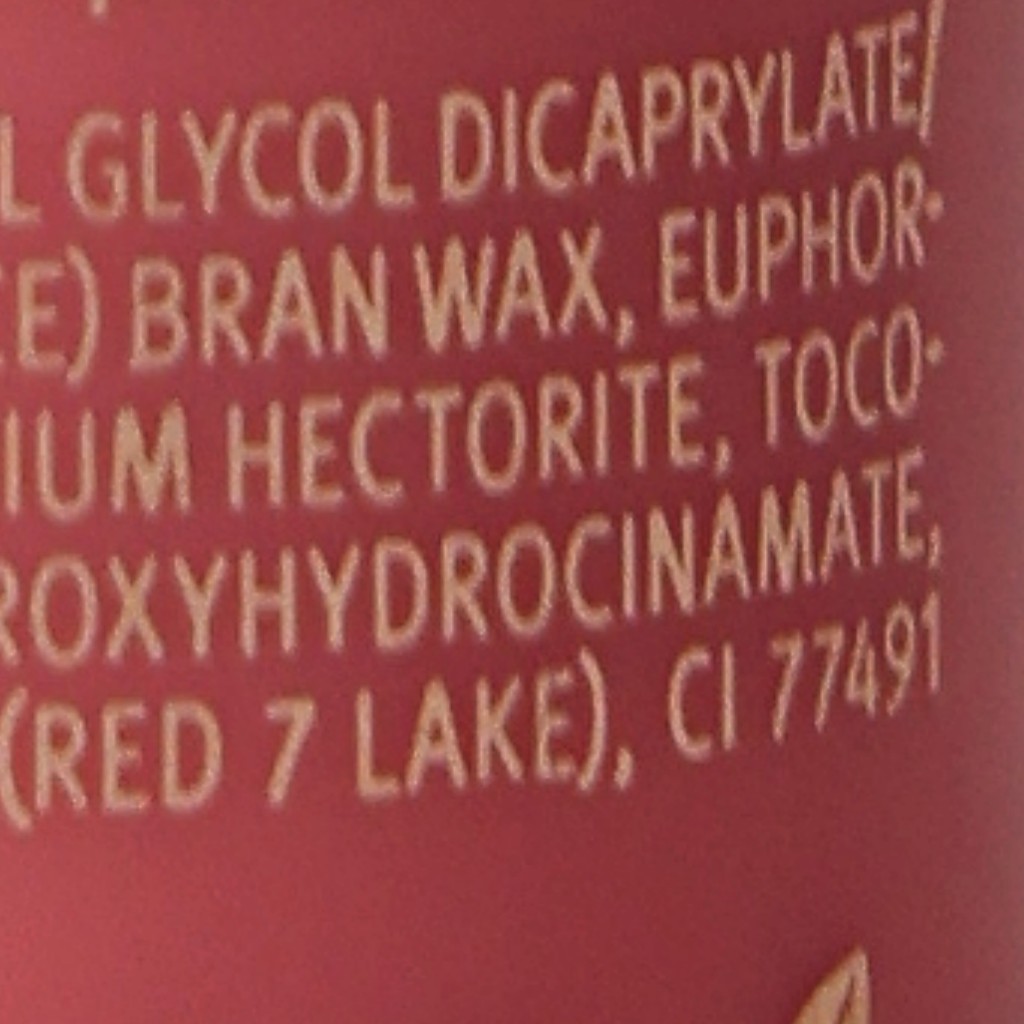 L GLYCOL DICAPRYLATE/
E) BRAN WAX, EUPHOR-
IUM HECTORITE, TOCO-
ROXYHYDROCINAMATE,
(RED 7 LAKE), CI 77491